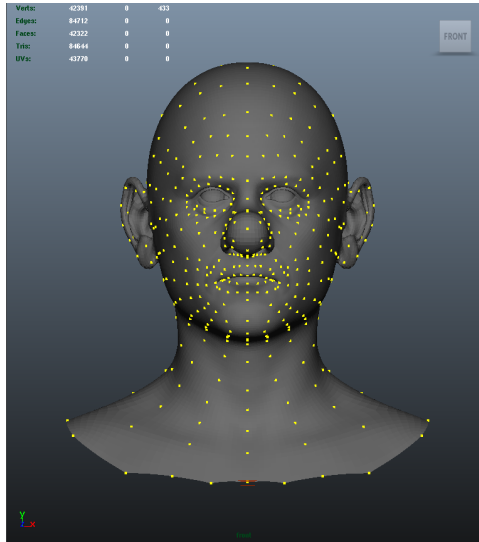 Verts: 42391 0 433
Edges: 84712 0 0
Faces: 42322 0 0
Tris: 84644 0 0
UVs: 43770 0 0
FRONT
Y
X